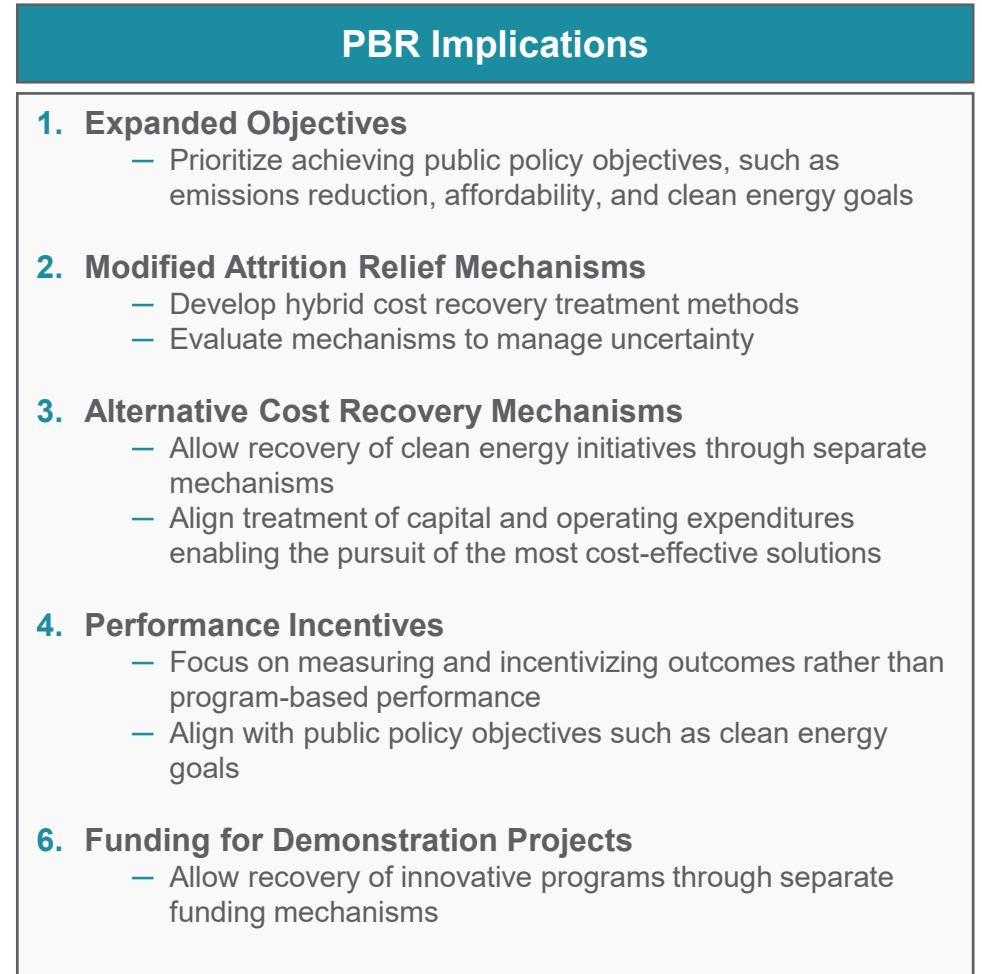 PBR Implications
1. Expanded Objectives
— Prioritize achieving public policy objectives, such as
emissions reduction, affordability, and clean energy goals
2. Modified Attrition Relief Mechanisms
— Develop hybrid cost recovery treatment methods
— Evaluate mechanisms to manage uncertainty
3. Alternative Cost Recovery Mechanisms
— Allow recovery of clean energy initiatives through separate
mechanisms
— Align treatment of capital and operating expenditures
enabling the pursuit of the most cost-effective solutions
4. Performance Incentives
— Focus on measuring and incentivizing outcomes rather than
program-based performance
— Align with public policy objectives such as clean energy
goals
6. Funding for Demonstration Projects
— Allow recovery of innovative programs through separate
funding mechanisms